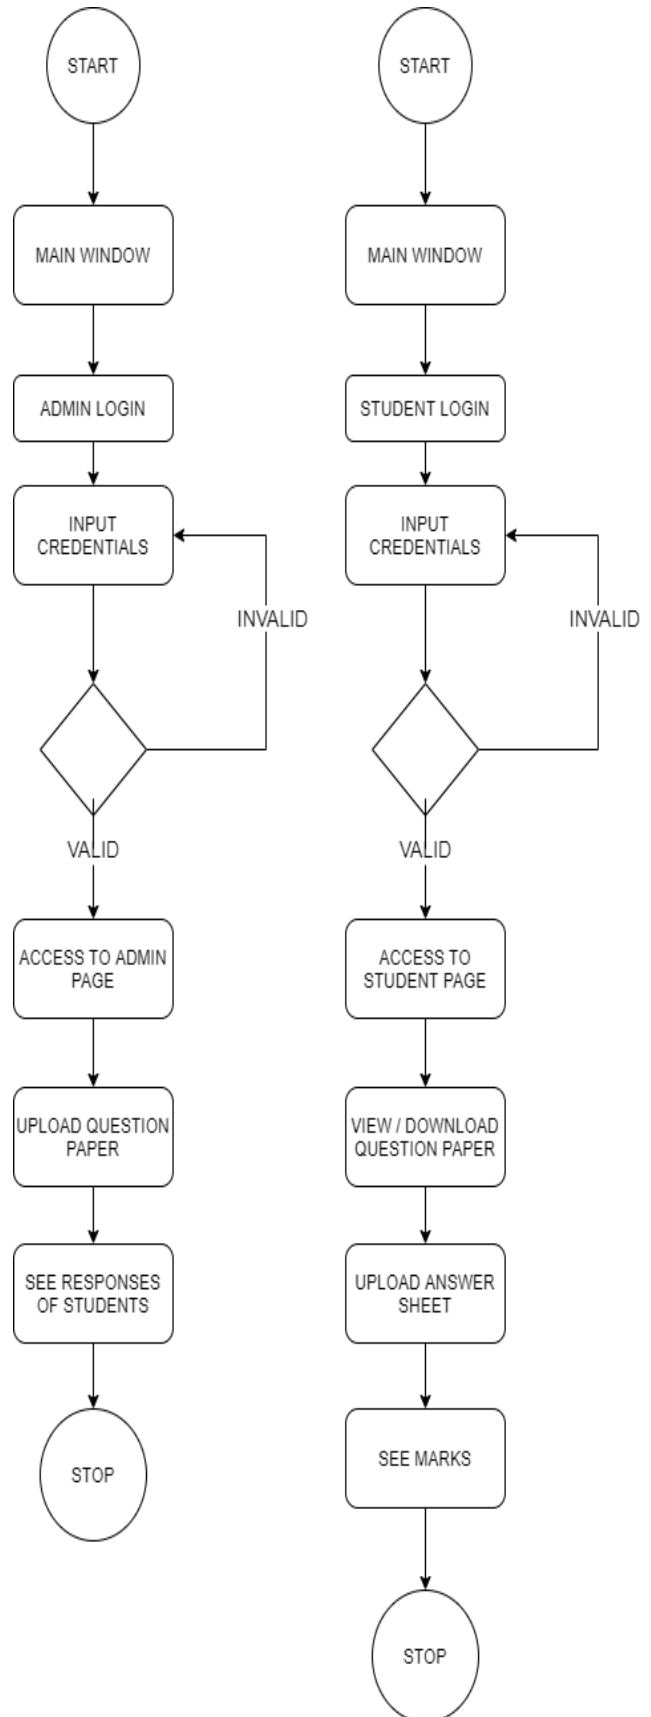 START
MAIN WINDOW
ADMIN LOGIN
INPUT
CREDENTIALS
INVALID
VALID
ACCESS TO ADMIN
PAGE
UPLOAD QUESTION
PAPER
SEE RESPONSES
OF STUDENTS
STOP
START
MAIN WINDOW
STUDENT LOGIN
INPUT
CREDENTIALS
INVALID
VALID
ACCESS TO
STUDENT PAGE
VIEW / DOWNLOAD
QUESTION PAPER
UPLOAD ANSWER
SHEET
SEE MARKS
STOP